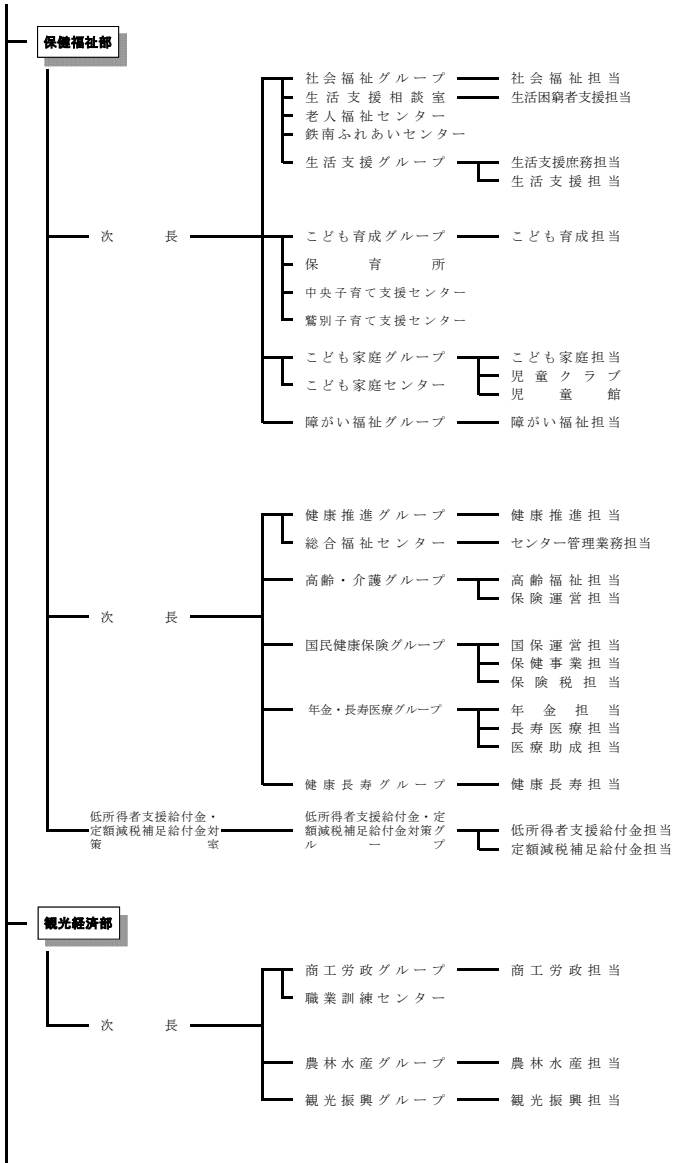 保健福祉部
社会福祉グループ 社会福祉担当
生活支援相談室 生活困窮者支援担当
老人福祉センター
鉄南ふれあいセンター
生活支援グループ 生活支援庶務担当
生活支援担当
次長 こども育成グループ こども育成担当
保育所
中央子育て支援センター
鷲別子育て支援センター
こども家庭グループ こども家庭担当
児童クラブ
こども家庭センター
児童館
障がい福祉グループ 障がい福祉担当
健康推進グループ 健康推進担当
総合福祉センター センター管理業務担当
高齢・介護グループ 高齢福祉担当
保険運営担当
次長
国民健康保険グループ 国保運営担当
保健事業担当
保険税担当
年金・長寿医療グループ 年金担当
長寿医療担当
医療助成担当
健康長寿グループ 健康長寿担当
低所得者支援給付金・
定額減税補足給付金対
策室
低所得者支援給付金・定
額減税補足給付金対策グ
ループ
低所得者支援給付金担当
定額減税補足給付金担当
観光経済部
商工労政グループ 商工労政担当
職業訓練センター
次長
農林水産グループ 農林水産担当
観光振興グループ 観光振興担当